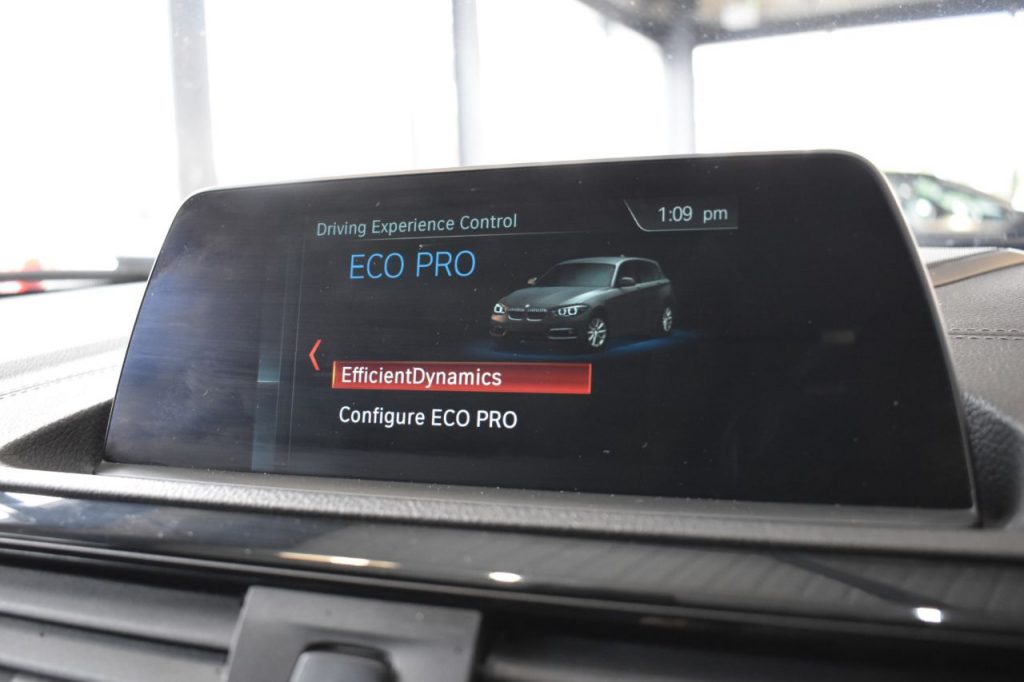 Driving Experience Control
1:09 pm
ECO PRO
EfficientDynamics
Configure ECO PRO